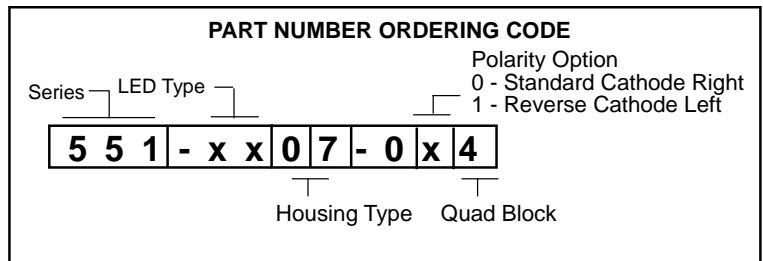 PART NUMBER ORDERING CODE
Polarity Option
0 - Standard Cathode Right
1 - Reverse Cathode Left
Series
LED Type
5 5 1 - x x 0 7 - 0 x 4
Housing Type
Quad Block